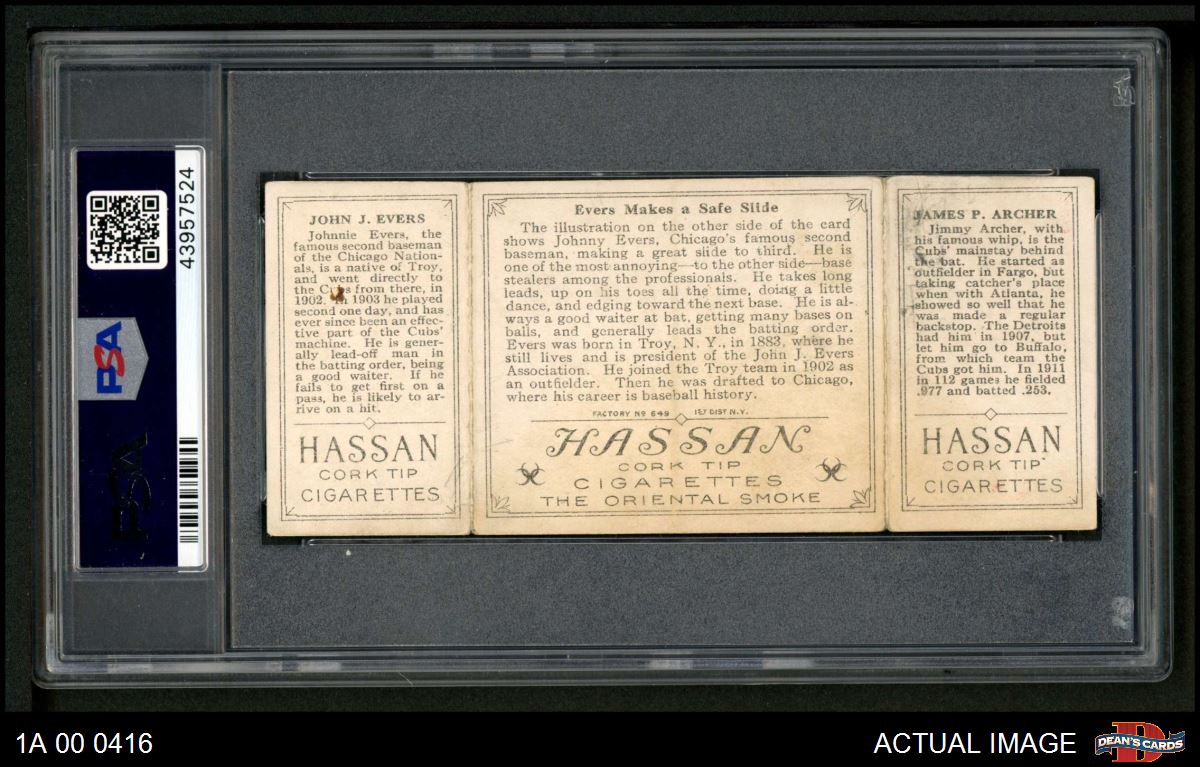 43957524
PSA
PSA
JOHN J. EVERS
Johnnie Evers, the
famous second baseman
of the Chicago Nation-
als, is a native of Troy,
and went directly to
the from there, in
1902. 1903 he played
second one day, and has
ever since been an effec-
tive part of the Cubs'
machine. He is gener-
ally lead-off man in
the batting order, being
a good waiter. If he
fails to get first on a
pass, he is likely to ar-
rive on a hit.
HASSAN
CORK TIP
CIGARETTES
Evers Makes a Safe Slide
The illustration on the other side of the card
shows Johnny Evers, Chicago's famous second
baseman, making a great slide to third. He is
one of the most annoying—to the other side—base
stealers among the professionals. He takes long
leads, up on his toes all the time, doing a little
dance, and edging toward the next base. He is al-
ways a good waiter at bat, getting many bases on
balls, and generally leads the batting order.
Evers was born in Troy, N. Y., in 1883, where he
still lives and is president of the John J. Evers
Association. He joined the Troy team in 1902 as
an outfielder. Then he was drafted to Chicago,
where his career is baseball history.
FACTORY Nº 649 1ST DIST N.Y.
HASSAN
CORK TIP
CIGARETTES
THE ORIENTAL SMOKE
JAMES P. ARCHER
Jimmy Archer, with
his famous whip, is the
Cubs' mainstay behind
the bat. He started as
outfielder in Fargo, but
taking catcher's place
when with Atlanta, he
showed so well that he
was made a regular
backstop. The Detroits
had him in 1907, but
let him go to Buffalo,
from which team the
Cubs got him. In 1911
in 112 games he fielded
.977 and batted .253.
HASSAN
CORK TIP
CIGARETTES
1A 00 0416
ACTUAL IMAGE
DEAN'S CARDS